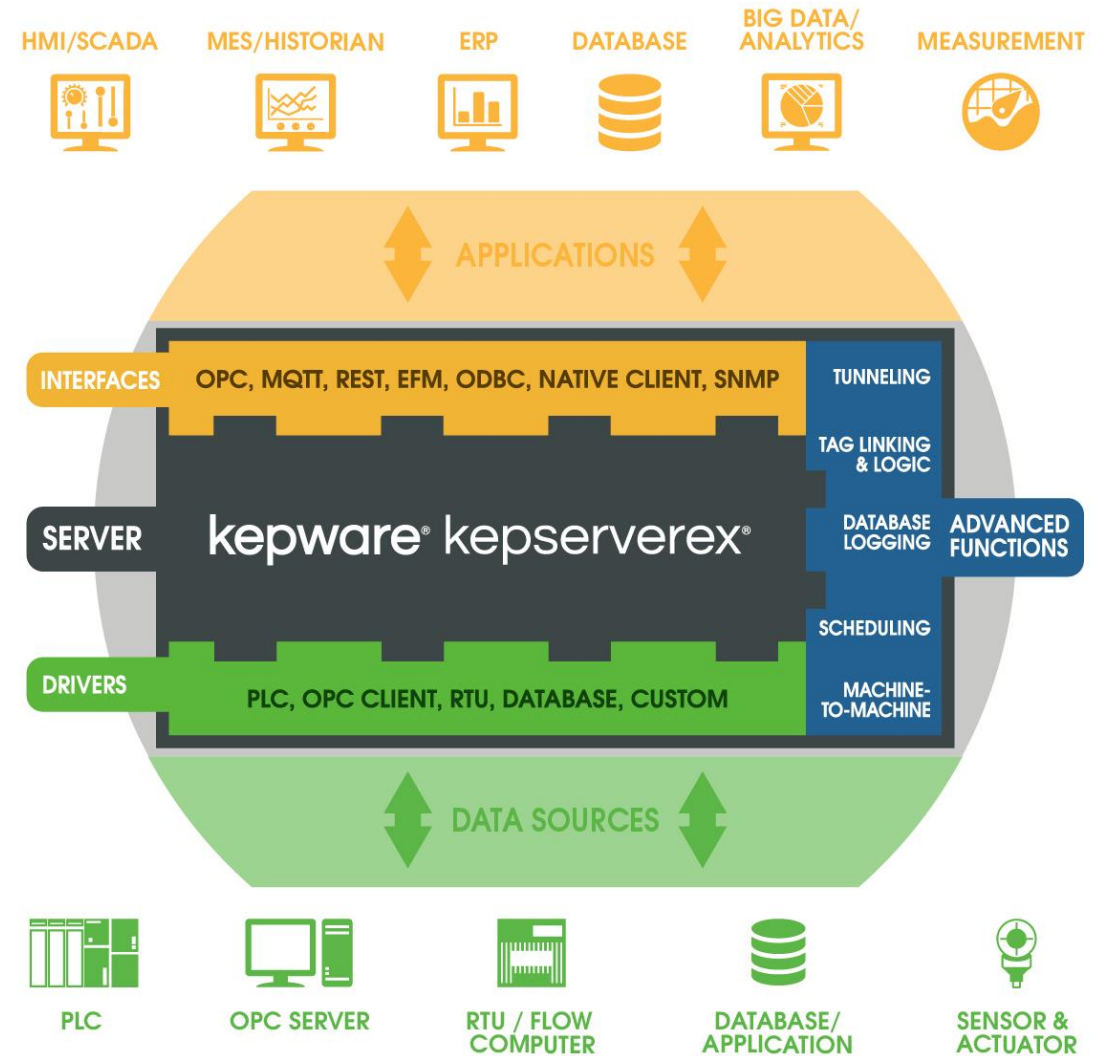 HMI/SCADA
MES/HISTORIAN
ERP
DATABASE
BIG DATA/
ANALYTICS
MEASUREMENT
APPLICATIONS
INTERFACES
OPC, MQTT, REST, EFM, ODBC, NATIVE CLIENT, SNMP
TUNNELING
TAG LINKING
& LOGIC
SERVER
kepware® kepserverex®
DATABASE
LOGGING
ADVANCED
FUNCTIONS
SCHEDULING
DRIVERS
PLC, OPC CLIENT, RTU, DATABASE, CUSTOM
MACHINE-
TO-MACHINE
DATA SOURCES
PLC
OPC SERVER
RTU / FLOW
COMPUTER
DATABASE/
APPLICATION
SENSOR &
ACTUATOR